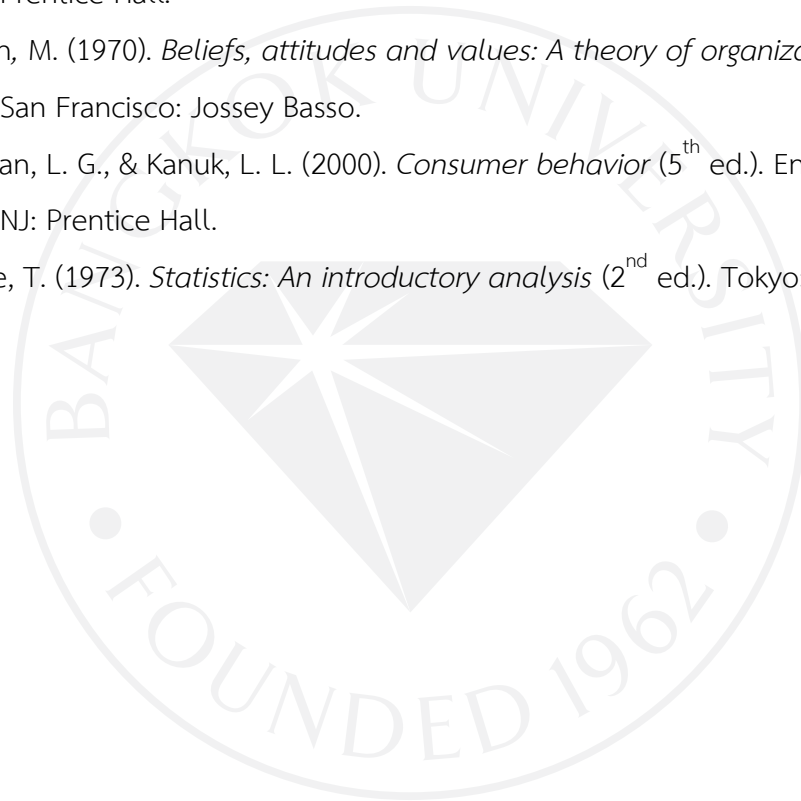 Prentice Hall.
n, M. (1970). Beliefs, attitudes and values: A theory of organiza
San Francisco: Jossey Basso.
an, L. G., & Kanuk, L. L. (2000). Consumer behavior (5th ed.). En
NJ: Prentice Hall.
e, T. (1973). Statistics: An introductory analysis (2nd ed.). Tokyo:
BANGKOK UNIVERSITY
• FOUNDED 1962 •